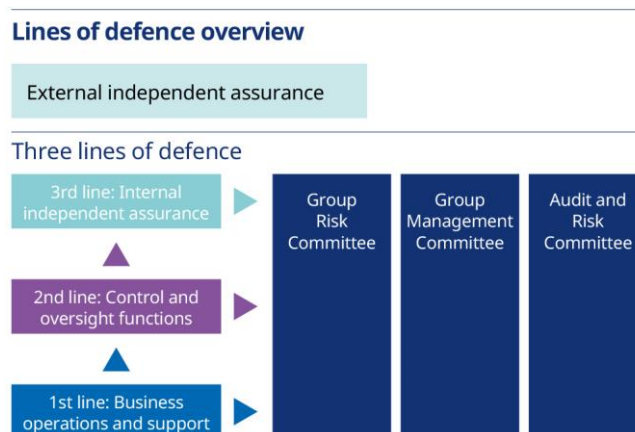 Lines of defence overview
External independent assurance
Three lines of defence
3rd line: Internal
independent assurance
Group
Risk
Committee
Group
Management
Committee
Audit and
Risk
Committee
2nd line: Control and
oversight functions
1st line: Business
operations and support